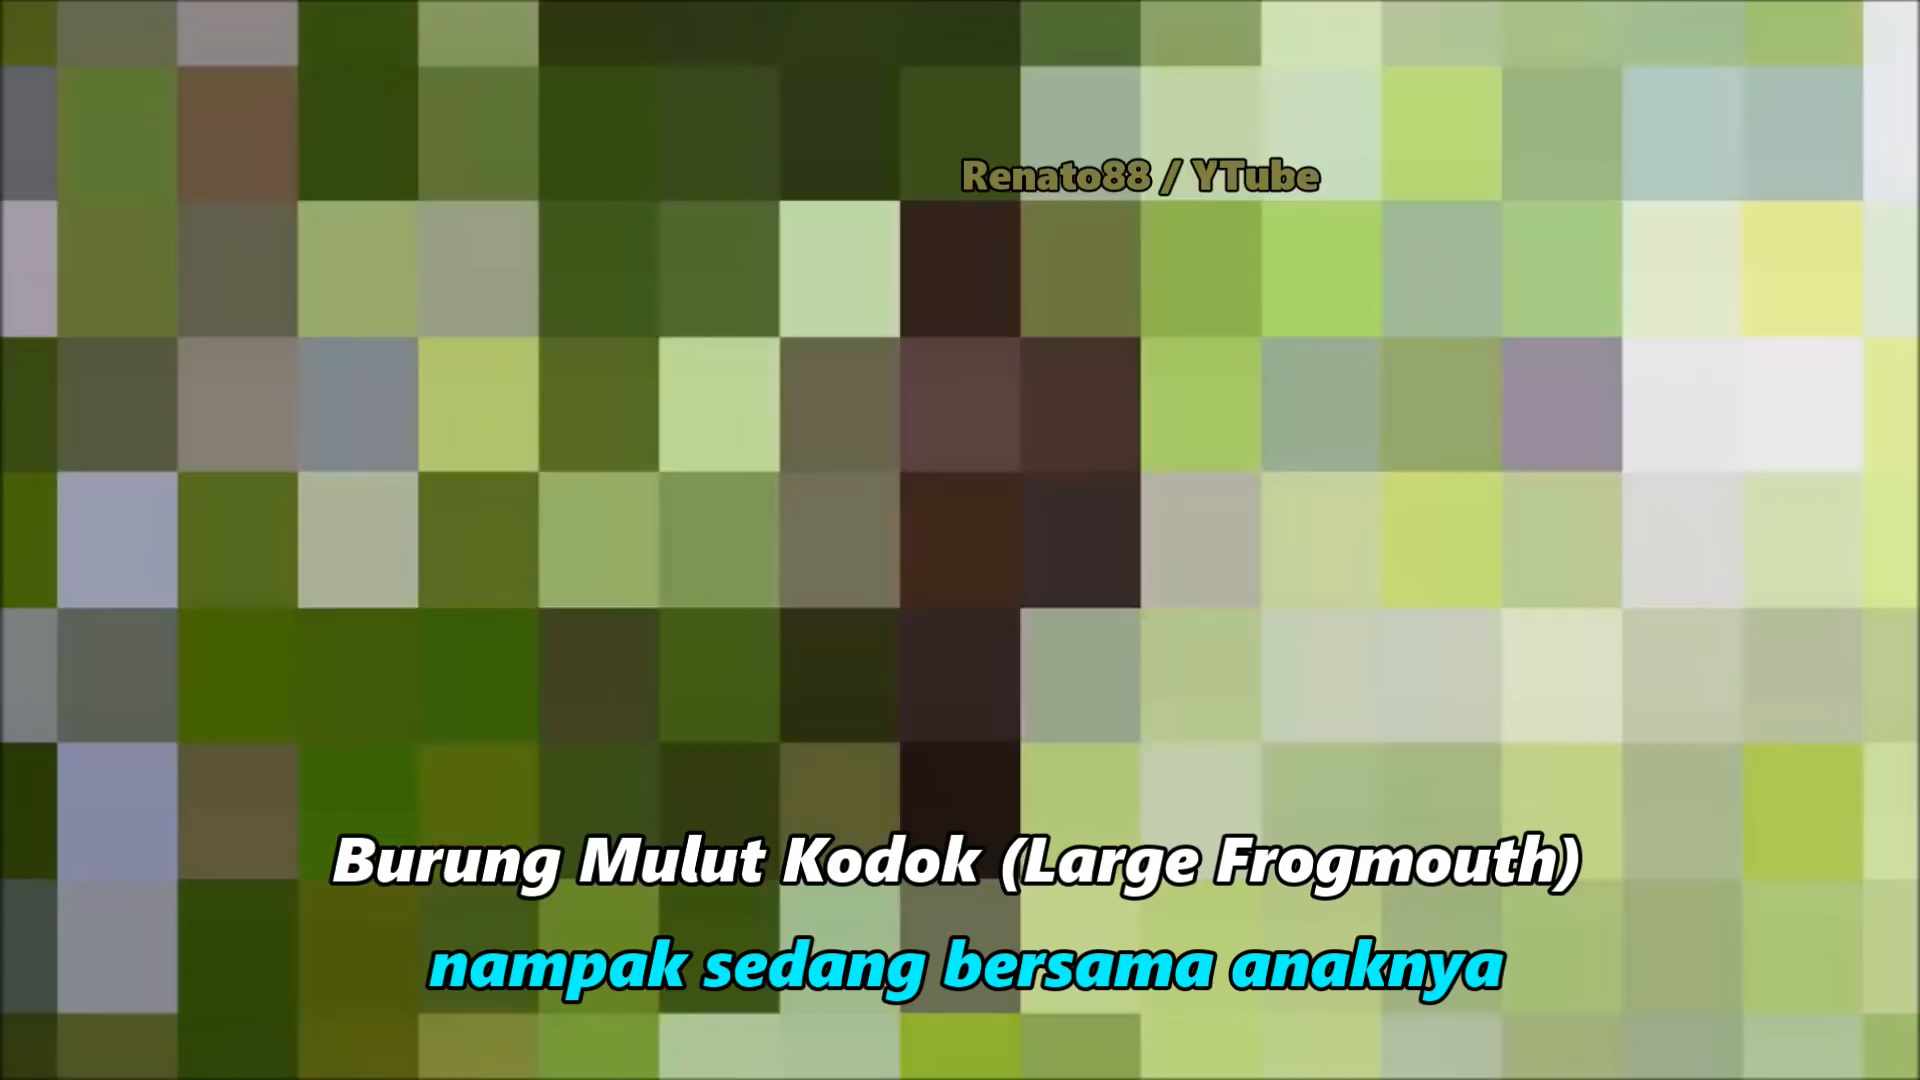 Renato88 / YTube
Burung Mulut Kodok (Large Frogmouth)
nampak sedang bersama anaknya